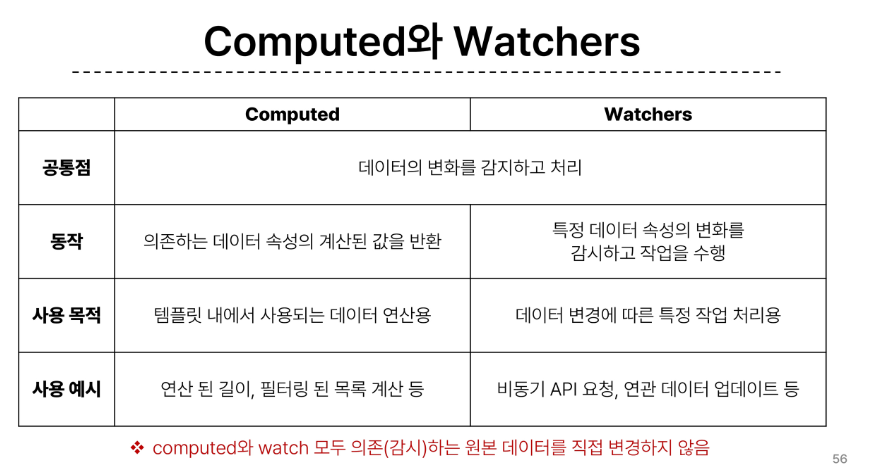 Computed와 Watchers
Computed
Watchers
공통점
데이터의 변화를 감지하고 처리
동작
의존하는 데이터 속성의 계산된 값을 반환
특정 데이터 속성의 변화를
감시하고 작업을 수행
사용 목적
템플릿 내에서 사용되는 데이터 연산용
데이터 변경에 따른 특정 작업 처리용
사용 예시
연산 된 길이, 필터링 된 목록 계산 등
비동기 API 요청, 연관 데이터 업데이트 등
❖ computed와 watch 모두 의존(감시)하는 원본 데이터를 직접 변경하지 않음
56